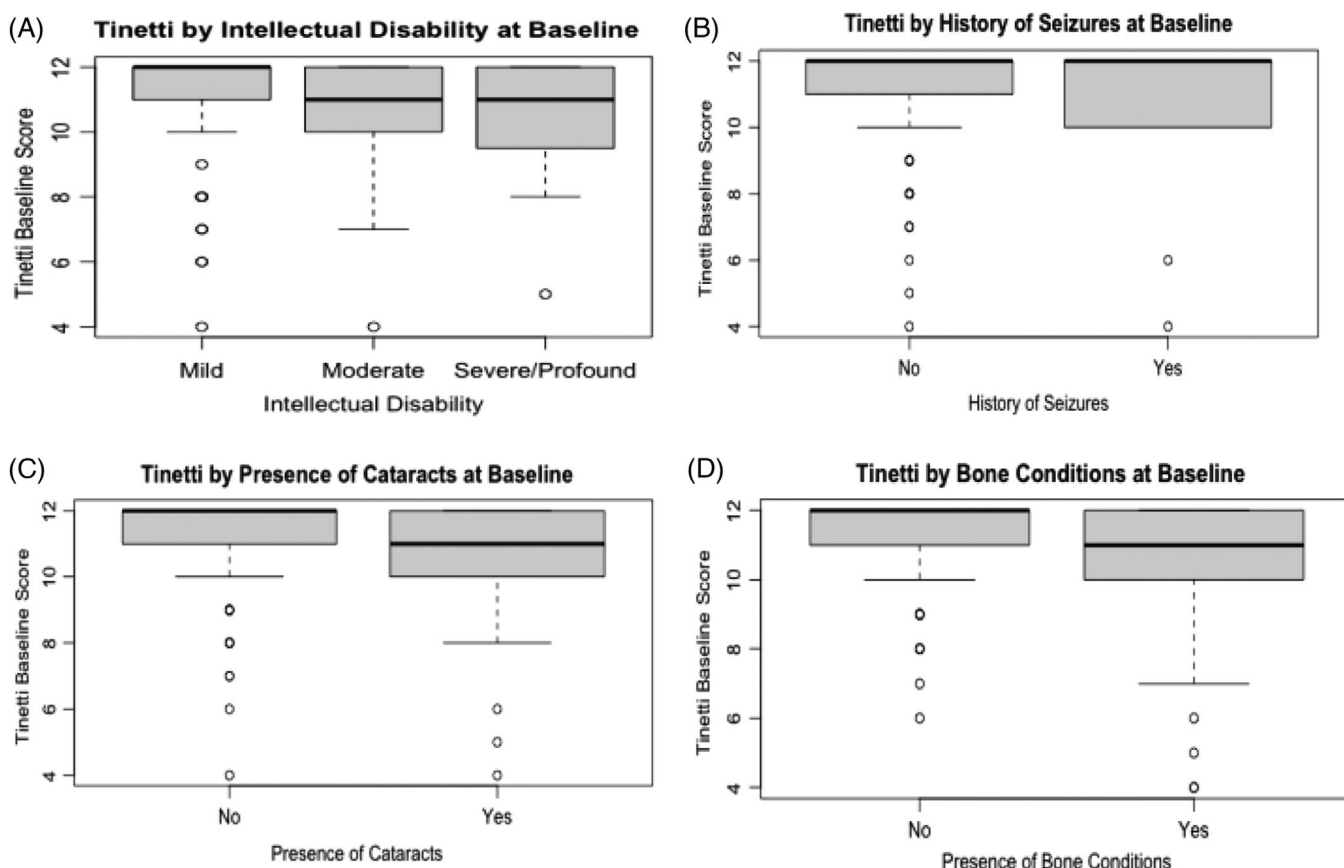 (A)
Tinetti by Intellectual Disability at Baseline
Tinetti Baseline Score
12
10
8
6
4
Mild Moderate Severe/Profound
Intellectual Disability
(B)
Tinetti by History of Seizures at Baseline
Tinetti Baseline Score
12
10
8
6
4
No Yes
History of Seizures
(C)
Tinetti by Presence of Cataracts at Baseline
Tinetti Baseline Score
12
10
8
6
4
No Yes
Presence of Cataracts
(D)
Tinetti by Bone Conditions at Baseline
Tinetti Baseline Score
12
10
8
6
4
No Yes
Presence of Bone Conditions